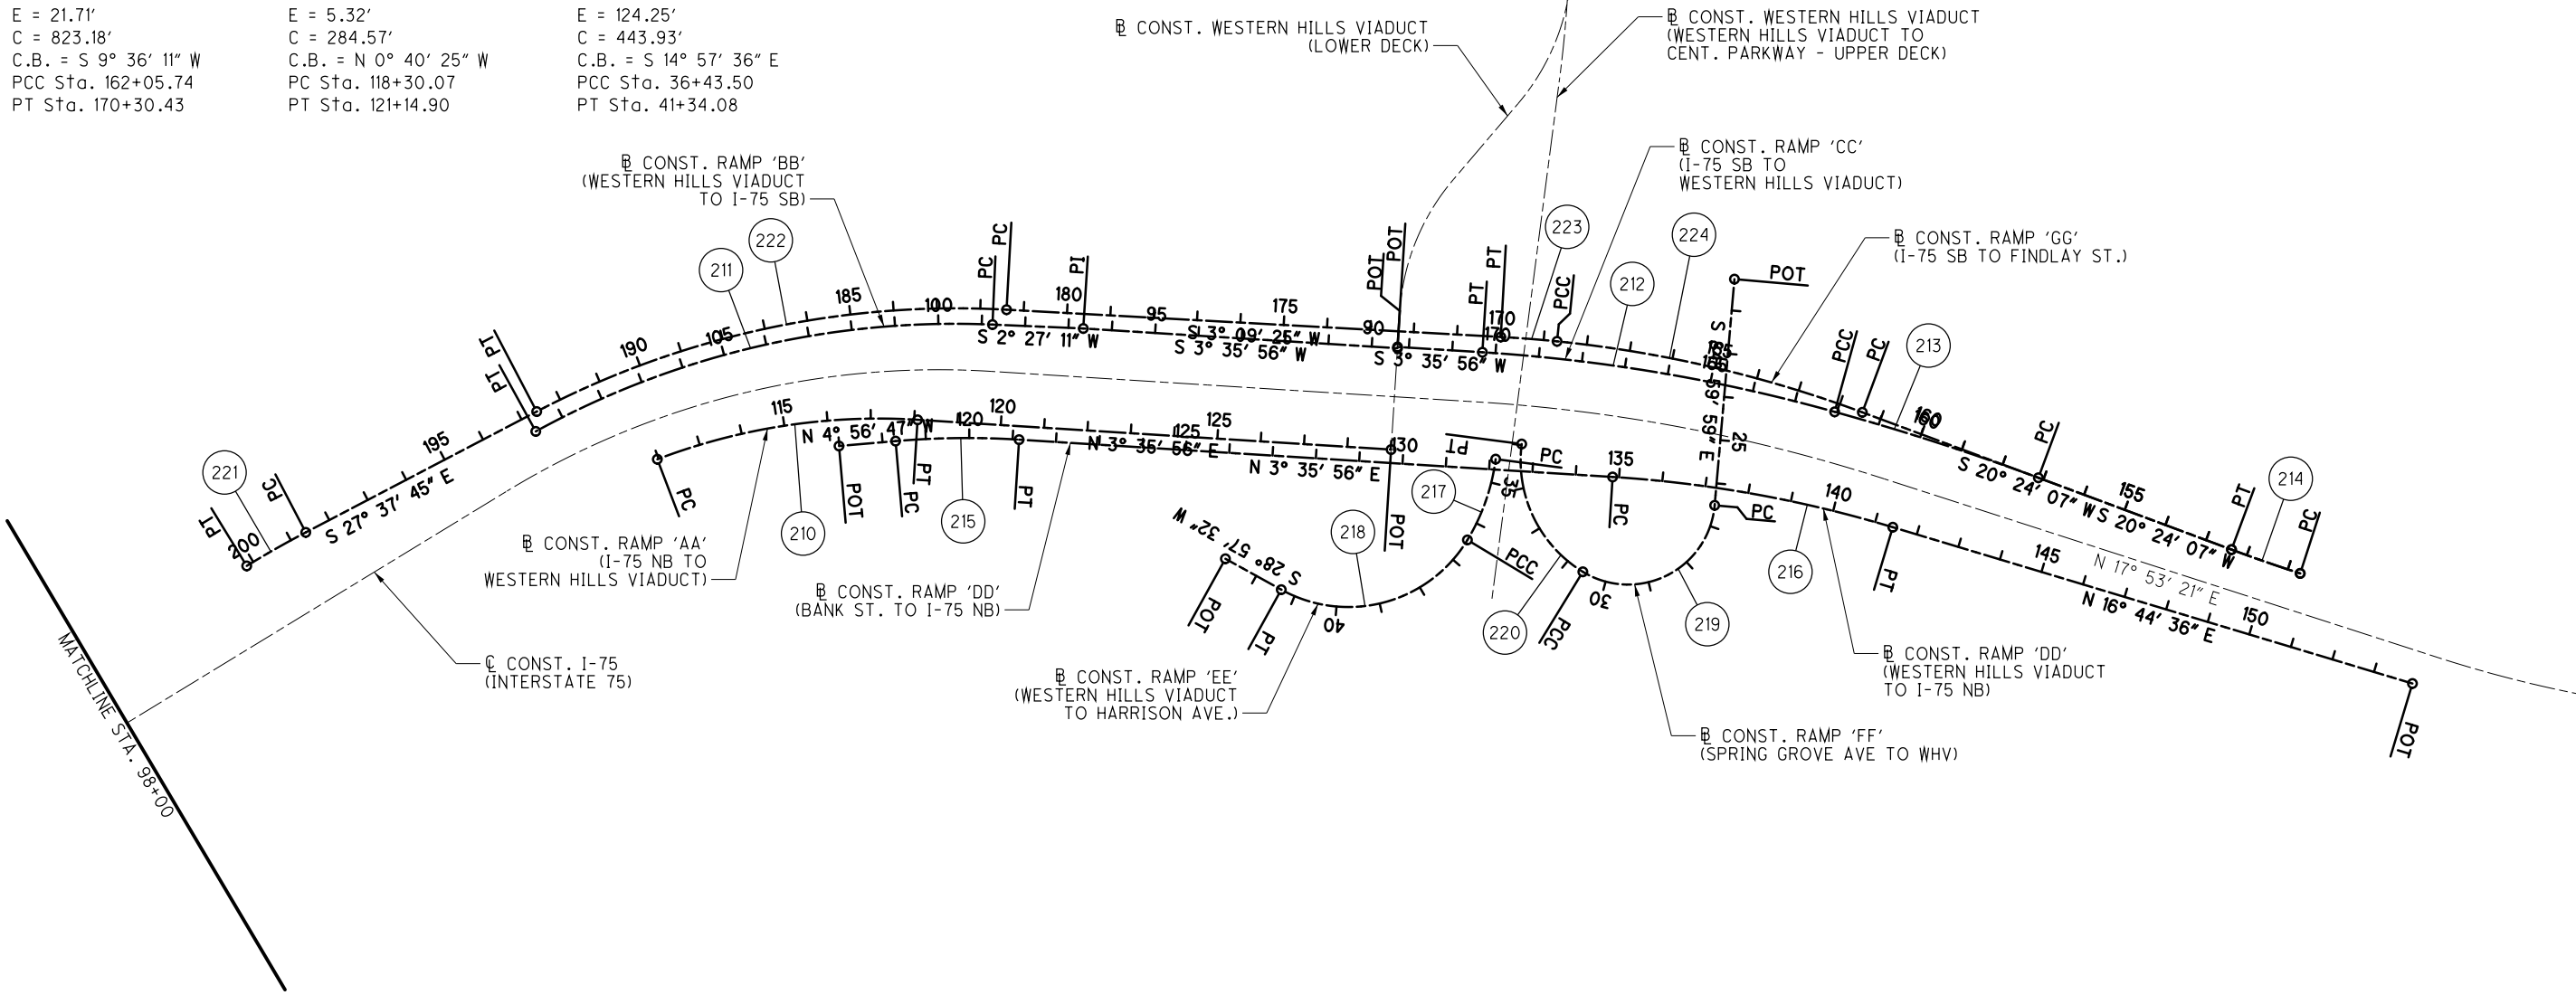 E = 21.71'
C = 823.18'
C.B. = S 9° 36' 11" W
PCC Sta. 162+05.74
PT Sta. 170+30.43
E = 5.32'
C = 284.57'
C.B. = N 0° 40' 25" W
PC Sta. 118+30.07
PT Sta. 121+14.90
E = 124.25'
C = 443.93'
C.B. = S 14° 57' 36" E
PCC Sta. 36+43.50
PT Sta. 41+34.08
℄ CONST. WESTERN HILLS VIADUCT
(LOWER DECK)
℄ CONST. WESTERN HILLS VIADUCT
(WESTERN HILLS VIADUCT TO
CENT. PARKWAY - UPPER DECK)
℄ CONST. RAMP 'BB'
(WESTERN HILLS VIADUCT
TO I-75 SB)
℄ CONST. RAMP 'CC'
(I-75 SB TO
WESTERN HILLS VIADUCT)
℄ CONST. RAMP 'GG'
(I-75 SB TO FINDLAY ST.)
222
211
223
224
212
213
214
221
PC
PC
PI
POT
POT
PT
PT
PCC
POT
PCC
PC
PC
PT
PC
PT
PT
PC
PT
200
195
190
105
185
100
180
95
175
90
170
170
165
160
155
S 27° 37' 45" E
S 2° 27' 11" W
S 3° 09' 25" W
S 3° 35' 56" W
S 3° 35' 56" W
S 20° 24' 07" W
S 20° 24' 07" W
59' 59" E
25
115
120
120
125
125
130
135
140
145
150
N 4° 56' 47" W
N 3° 35' 56" E
N 3° 35' 56" E
N 17° 53' 21" E
N 16° 44' 36" E
PC
POT
PC
PT
PT
POT
PT
PC
PC
PC
PT
POT
PCC
PCC
POT
PT
S 28° 57' 32" W
35
40
30
210
215
217
218
220
219
216
℄ CONST. RAMP 'AA'
(I-75 NB TO
WESTERN HILLS VIADUCT)
℄ CONST. RAMP 'DD'
(BANK ST. TO I-75 NB)
℄ CONST. I-75
(INTERSTATE 75)
℄ CONST. RAMP 'EE'
(WESTERN HILLS VIADUCT
TO HARRISON AVE.)
℄ CONST. RAMP 'DD'
(WESTERN HILLS VIADUCT
TO I-75 NB)
℄ CONST. RAMP 'FF'
(SPRING GROVE AVE TO WHV)
MATCHLINE STA. 98+00